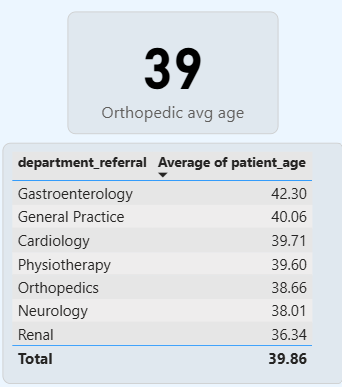 39
Orthopedic avg age
department_referral Average of patient_age
Gastroenterology 42.30
General Practice 40.06
Cardiology 39.71
Physiotherapy 39.60
Orthopedics 38.66
Neurology 38.01
Renal 36.34
Total 39.86